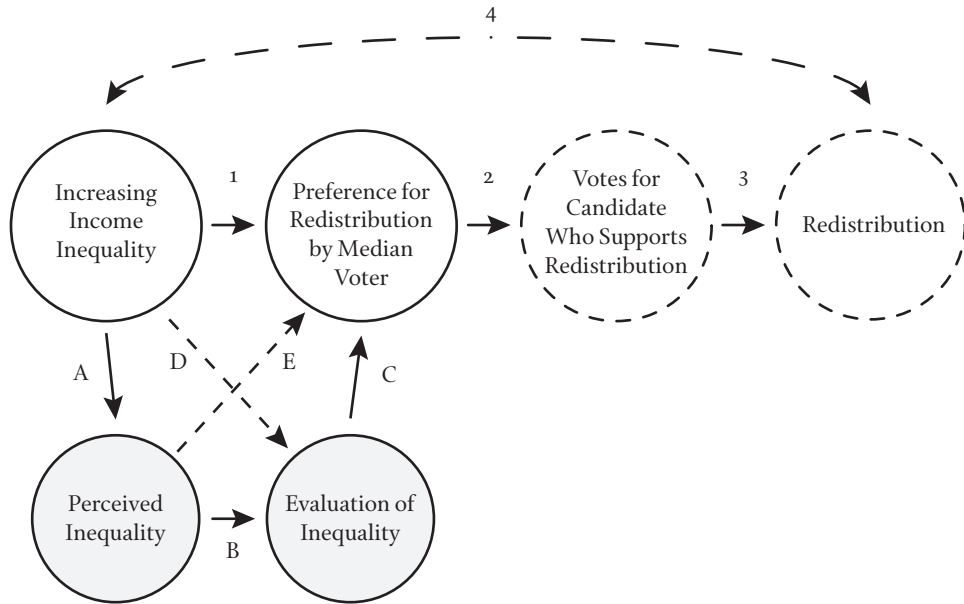 4
1
2
3
Increasing
Income
Inequality
Preference for
Redistribution
by Median
Voter
Votes for
Candidate
Who Supports
Redistribution
Redistribution
A
D
E
C
Perceived
Inequality
B
Evaluation of
Inequality